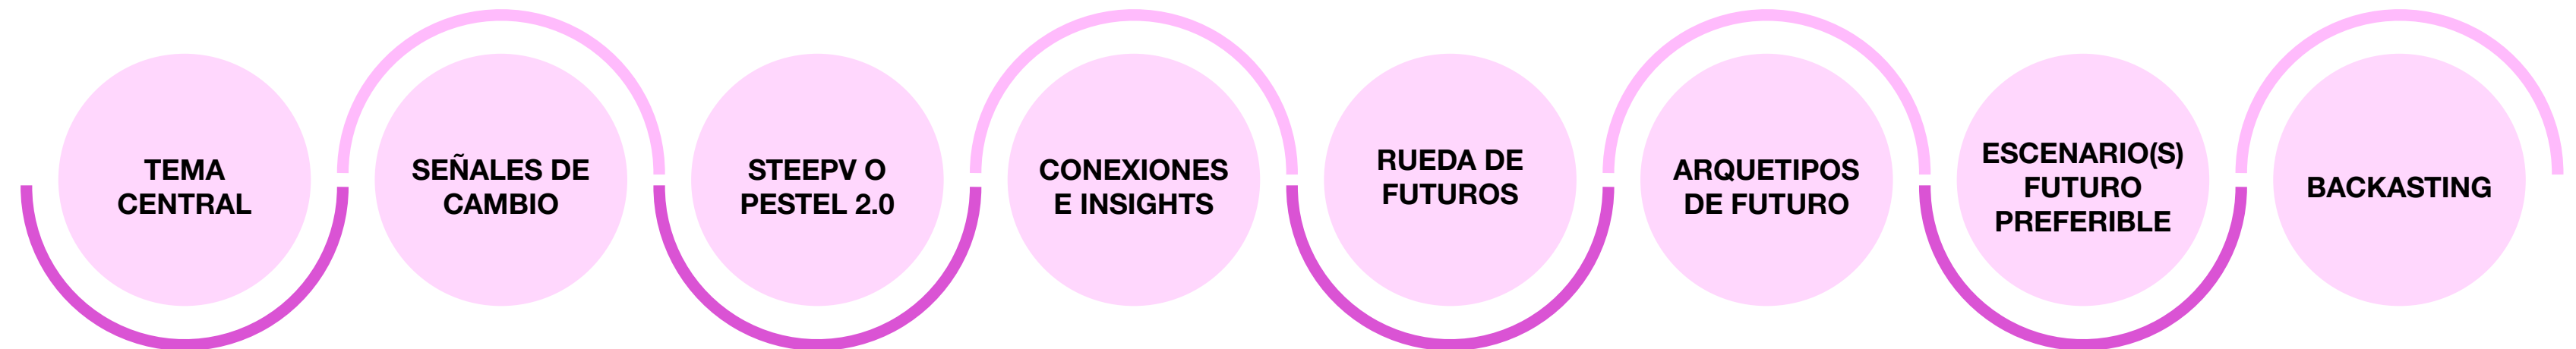 TEMA
CENTRAL
SEÑALES DE
CAMBIO
STEEPV O
PESTEL 2.0
CONEXIONES
E INSIGHTS
RUEDA DE
FUTUROS
ARQUETIPOS
DE FUTURO
ESCENARIO(S)
FUTURO
PREFERIBLE
BACKASTING